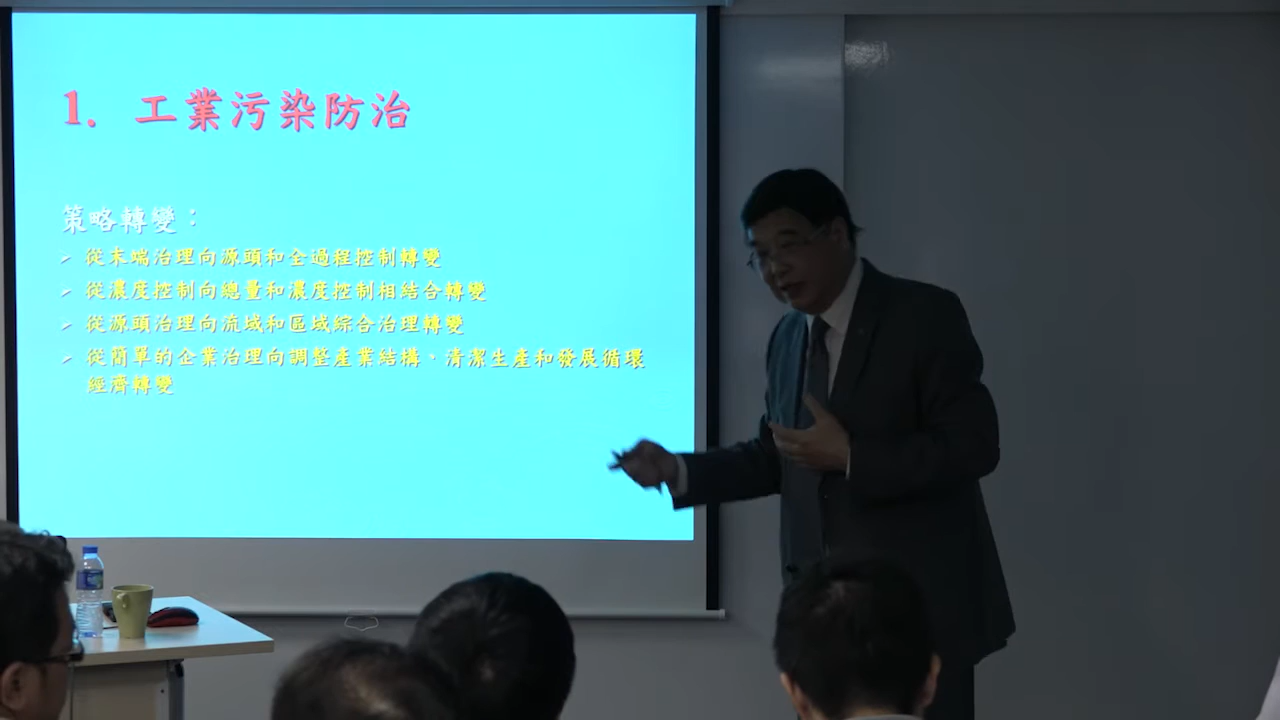 1. 工業污染防治
策略轉變：
➢ 從末端治理向源頭和全過程控制轉變
➢ 從濃度控制向總量和濃度控制相結合轉變
➢ 從源頭治理向流域和區域綜合治理轉變
➢ 從簡單的企業治理向調整產業結構、清潔生產和發展循環
經濟轉變